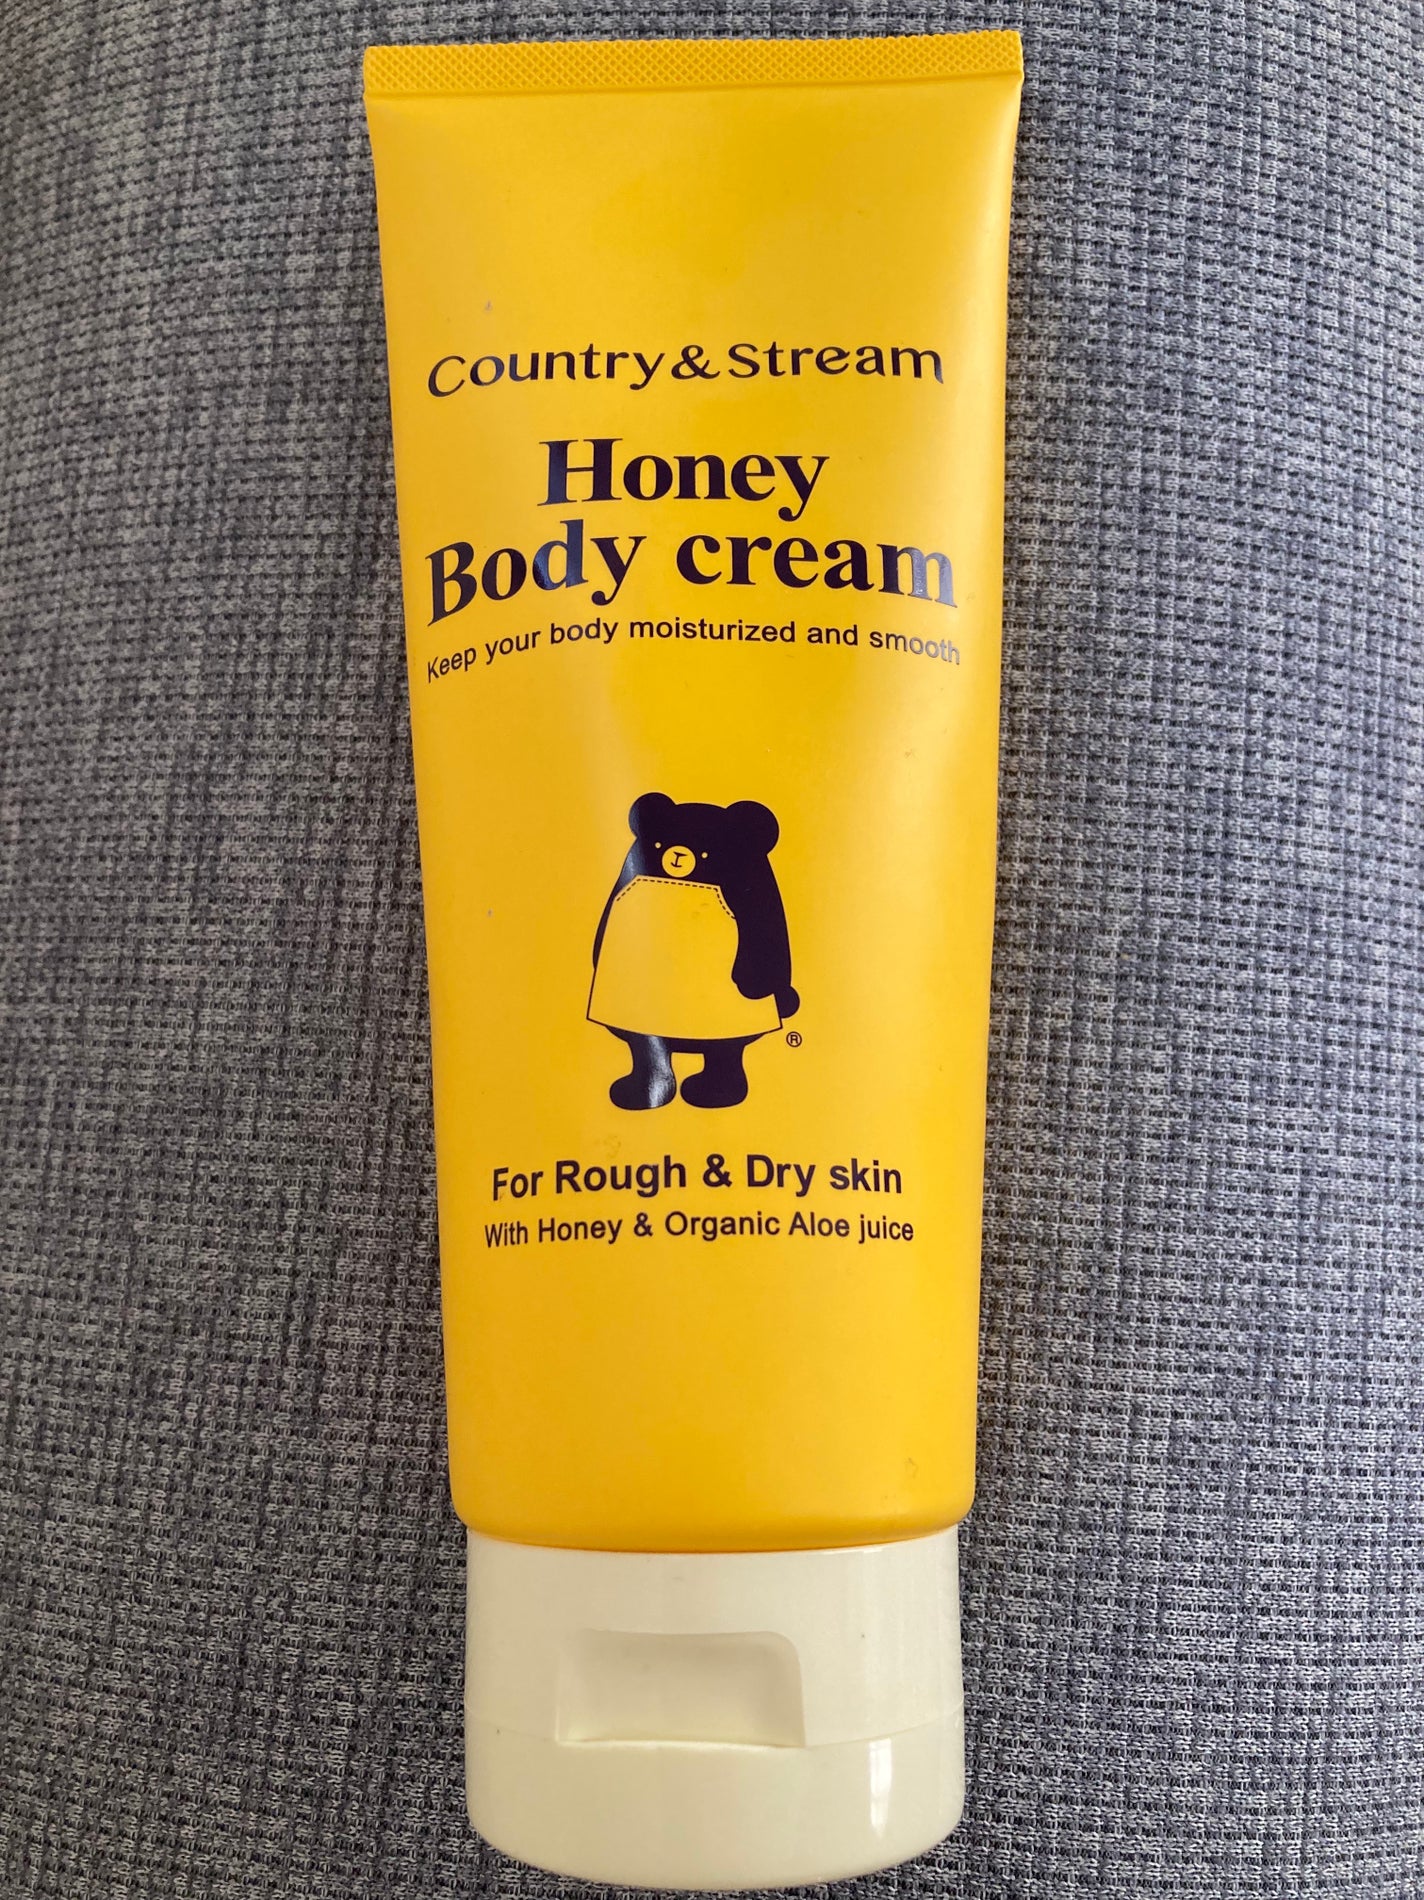 Country & Stream
Honey
Body cream
Keep your body moisturized and smooth
®
For Rough & Dry skin
With Honey & Organic Aloe juice